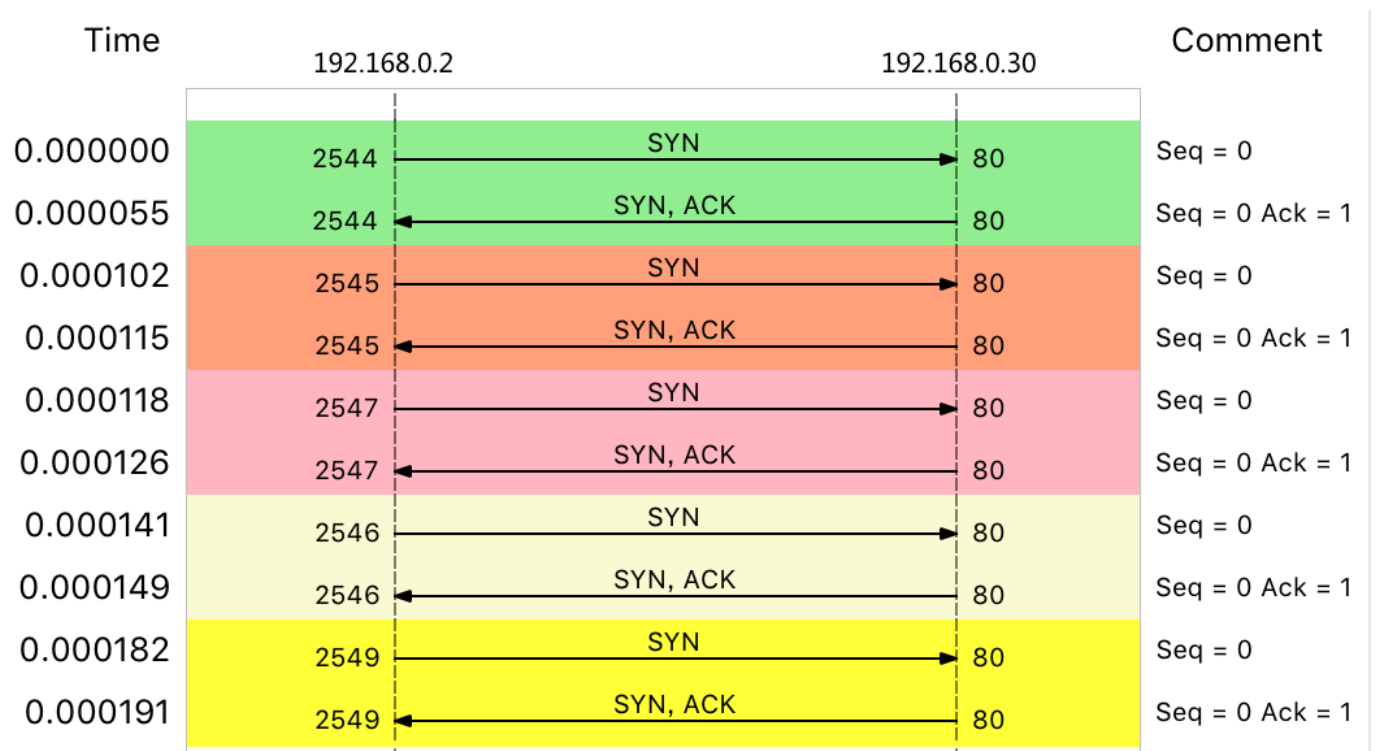 Time 192.168.0.2 192.168.0.30 Comment
SYN
0.000000 2544 80 Seq = 0
SYN, ACK
0.000055 2544 80 Seq = 0 Ack = 1
SYN
0.000102 2545 80 Seq = 0
SYN, ACK
0.000115 2545 80 Seq = 0 Ack = 1
SYN
0.000118 2547 80 Seq = 0
SYN, ACK
0.000126 2547 80 Seq = 0 Ack = 1
SYN
0.000141 2546 80 Seq = 0
SYN, ACK
0.000149 2546 80 Seq = 0 Ack = 1
SYN
0.000182 2549 80 Seq = 0
SYN, ACK
0.000191 2549 80 Seq = 0 Ack = 1